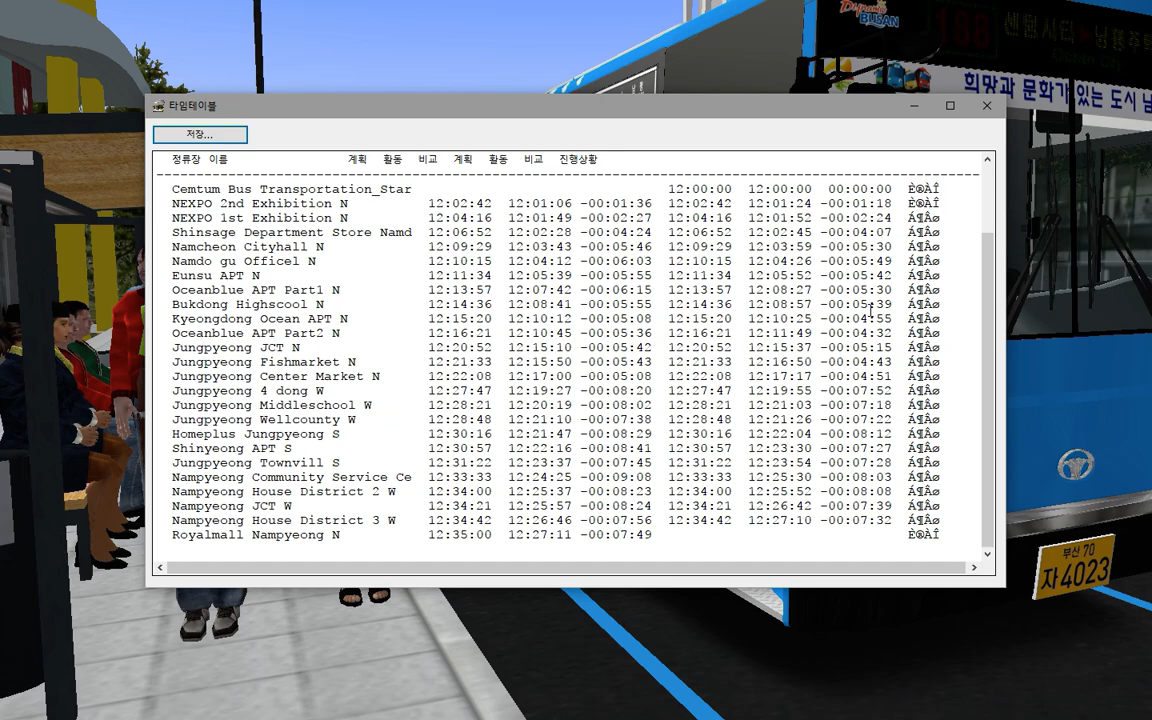 Dynamic
BUSAN
188 센텀시티▶남평주택
Centum City
희망과 문화가 있는 도시 남
타임테이블
저장...
정류장 이름 계획 활동 비교 계획 활동 비교 진행상황
Cemtum Bus Transportation_Star 12:00:00 12:00:00 00:00:00 È®ÀÎ
NEXPO 2nd Exhibition N 12:02:42 12:01:06 -00:01:36 12:02:42 12:01:24 -00:01:18 È®ÀÎ
NEXPO 1st Exhibition N 12:04:16 12:01:49 -00:02:27 12:04:16 12:01:52 -00:02:24 Á¶Âø
Shinsage Department Store Namd 12:06:52 12:02:28 -00:04:24 12:06:52 12:02:45 -00:04:07 Á¶Âø
Namcheon Cityhall N 12:09:29 12:03:43 -00:05:46 12:09:29 12:03:59 -00:05:30 Á¶Âø
Namdo gu Officel N 12:10:15 12:04:12 -00:06:03 12:10:15 12:04:26 -00:05:49 Á¶Âø
Eunsu APT N 12:11:34 12:05:39 -00:05:55 12:11:34 12:05:52 -00:05:42 Á¶Âø
Oceanblue APT Part1 N 12:13:57 12:07:42 -00:06:15 12:13:57 12:08:27 -00:05:30 Á¶Âø
Bukdong Highscool N 12:14:36 12:08:41 -00:05:55 12:14:36 12:08:57 -00:05:39 Á¶Âø
Kyeongdong Ocean APT N 12:15:20 12:10:12 -00:05:08 12:15:20 12:10:25 -00:04:55 Á¶Âø
Oceanblue APT Part2 N 12:16:21 12:10:45 -00:05:36 12:16:21 12:11:49 -00:04:32 Á¶Âø
Jungpyeong JCT N 12:20:52 12:15:10 -00:05:42 12:20:52 12:15:37 -00:05:15 Á¶Âø
Jungpyeong Fishmarket N 12:21:33 12:15:50 -00:05:43 12:21:33 12:16:50 -00:04:43 Á¶Âø
Jungpyeong Center Market N 12:22:08 12:17:00 -00:05:08 12:22:08 12:17:17 -00:04:51 Á¶Âø
Jungpyeong 4 dong W 12:27:47 12:19:27 -00:08:20 12:27:47 12:19:55 -00:07:52 Á¶Âø
Jungpyeong Middleschool W 12:28:21 12:20:19 -00:08:02 12:28:21 12:21:03 -00:07:18 Á¶Âø
Jungpyeong Wellcounty W 12:28:48 12:21:10 -00:07:38 12:28:48 12:21:26 -00:07:22 Á¶Âø
Homeplus Jungpyeong S 12:30:16 12:21:47 -00:08:29 12:30:16 12:22:04 -00:08:12 Á¶Âø
Shinyeong APT S 12:30:57 12:22:16 -00:08:41 12:30:57 12:23:30 -00:07:27 Á¶Âø
Jungpyeong Townvill S 12:31:22 12:23:37 -00:07:45 12:31:22 12:23:54 -00:07:28 Á¶Âø
Nampyeong Community Service Ce 12:33:33 12:24:25 -00:09:08 12:33:33 12:25:30 -00:08:03 Á¶Âø
Nampyeong House District 2 W 12:34:00 12:25:37 -00:08:23 12:34:00 12:25:52 -00:08:08 Á¶Âø
Nampyeong JCT W 12:34:21 12:25:57 -00:08:24 12:34:21 12:26:42 -00:07:39 Á¶Âø
Nampyeong House District 3 W 12:34:42 12:26:46 -00:07:56 12:34:42 12:27:10 -00:07:32 Á¶Âø
Royalmall Nampyeong N 12:35:00 12:27:11 -00:07:49 È®ÀÎ
부산 70
자 4023